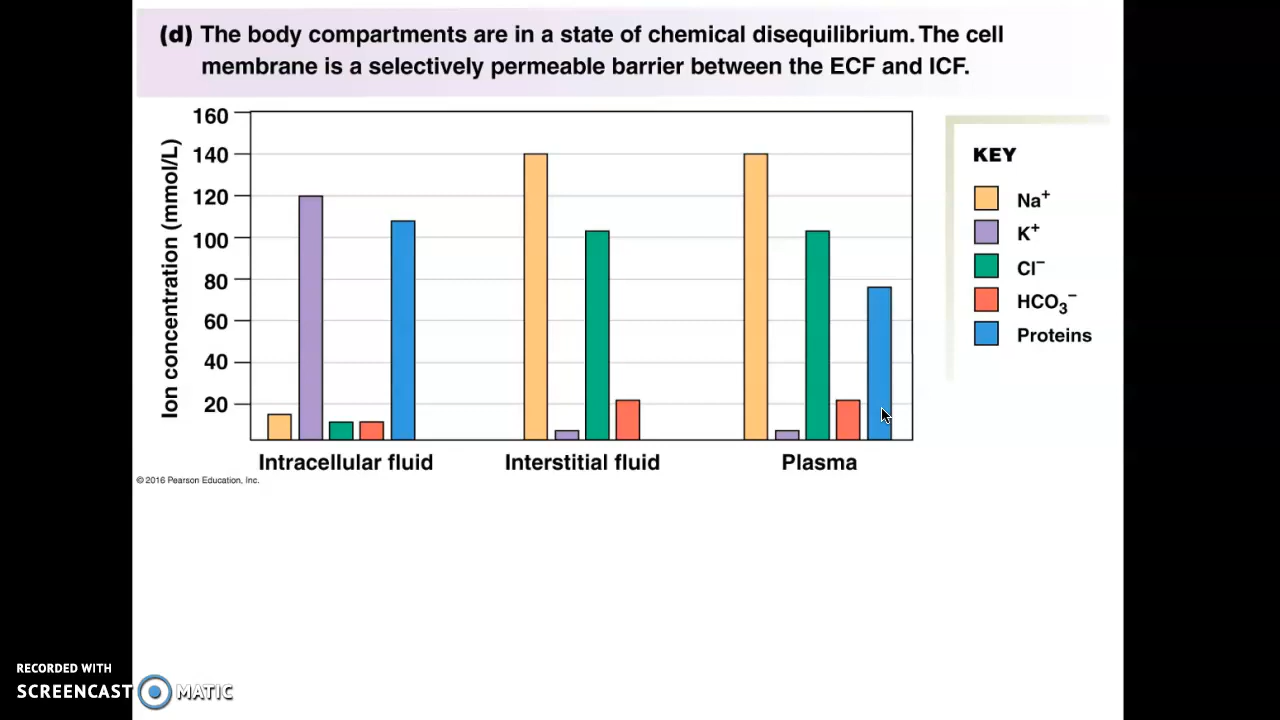 (d) The body compartments are in a state of chemical disequilibrium. The cell
membrane is a selectively permeable barrier between the ECF and ICF.
Ion concentration (mmol/L)
160
140
120
100
80
60
40
20
Intracellular fluid
Interstitial fluid
Plasma
KEY
Na⁺
K⁺
Cl⁻
HCO₃⁻
Proteins
© 2016 Pearson Education, Inc.
RECORDED WITH
SCREENCAST MATIC